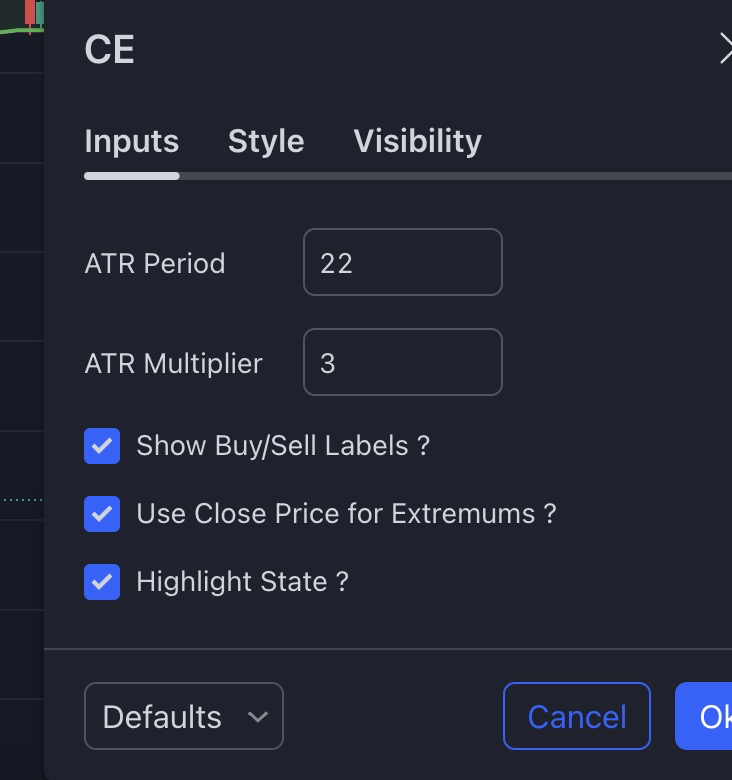 CE
Inputs Style Visibility
ATR Period 22
ATR Multiplier 3
Show Buy/Sell Labels ?
Use Close Price for Extremums ?
Highlight State ?
Defaults Cancel Ok